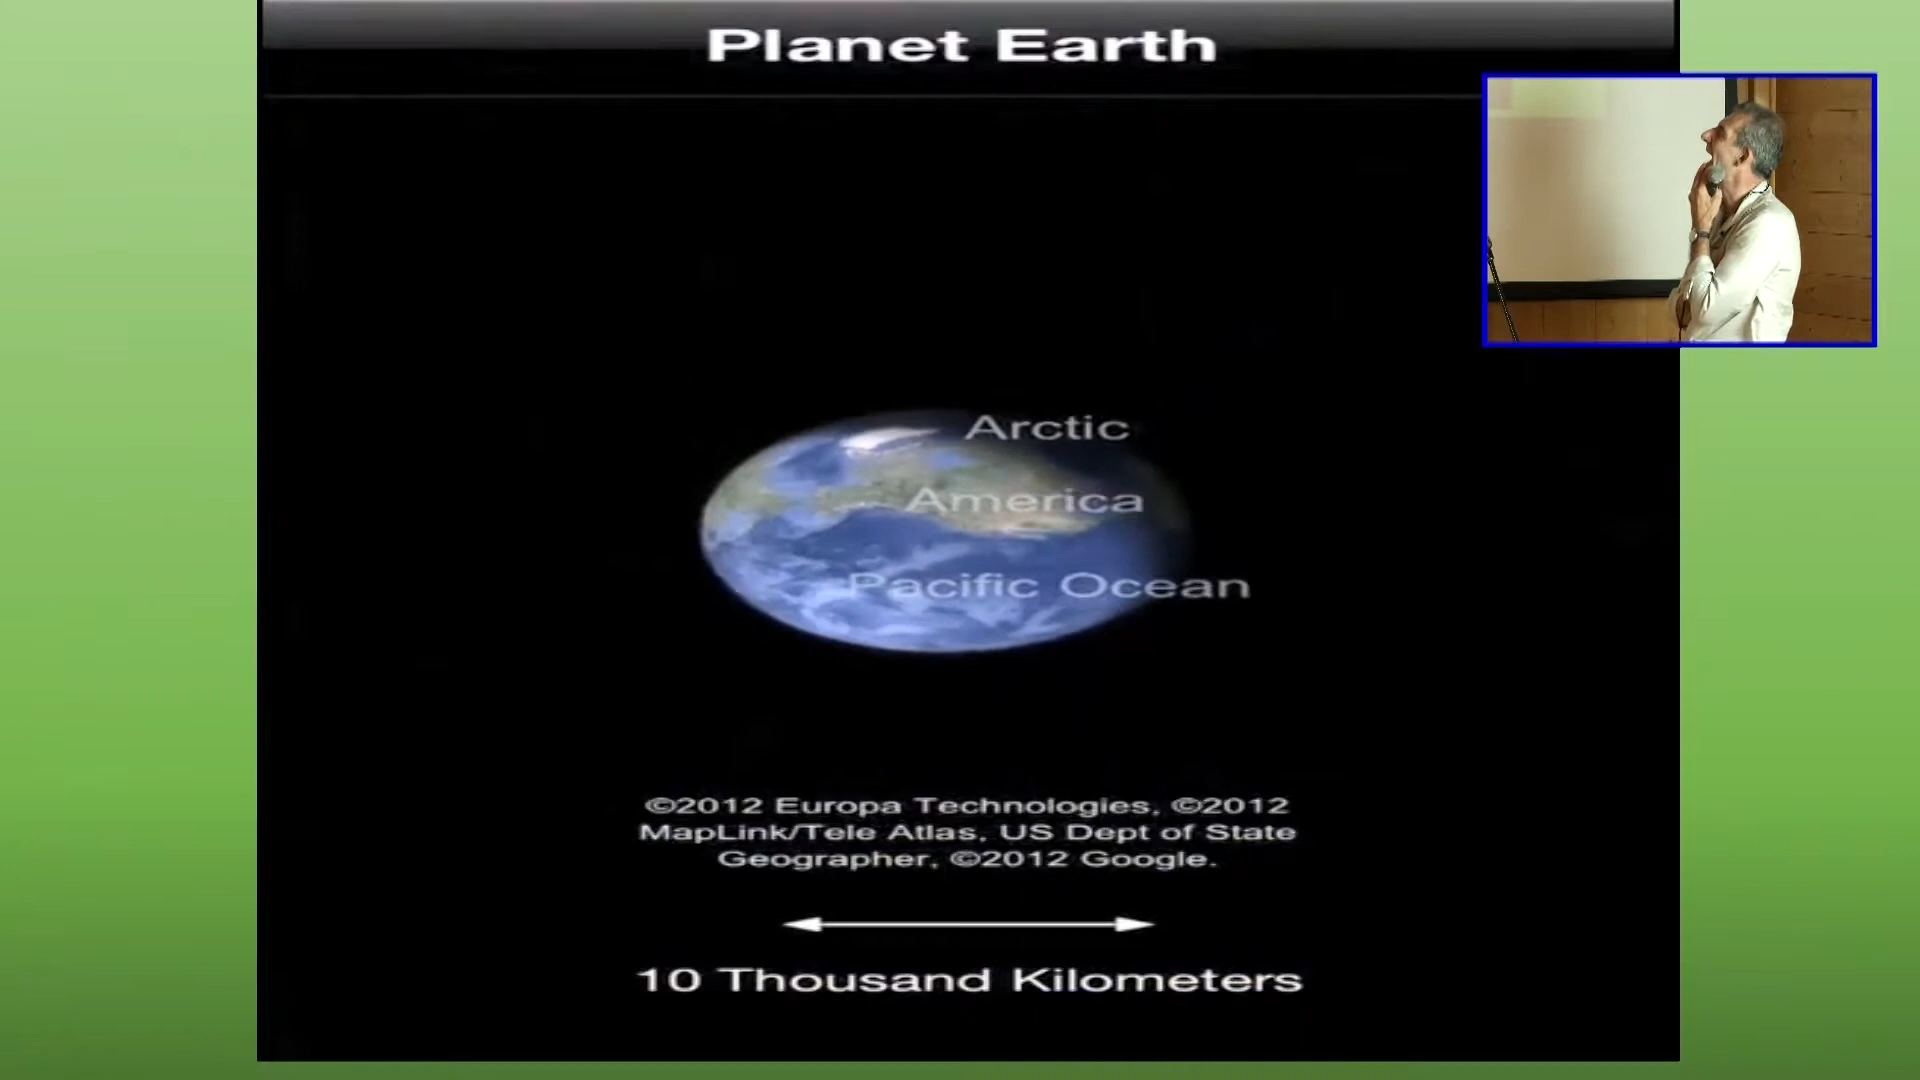 Planet Earth
Arctic
America
Pacific Ocean
©2012 Europa Technologies, ©2012
MapLink/Tele Atlas, US Dept of State
Geographer, ©2012 Google.
10 Thousand Kilometers